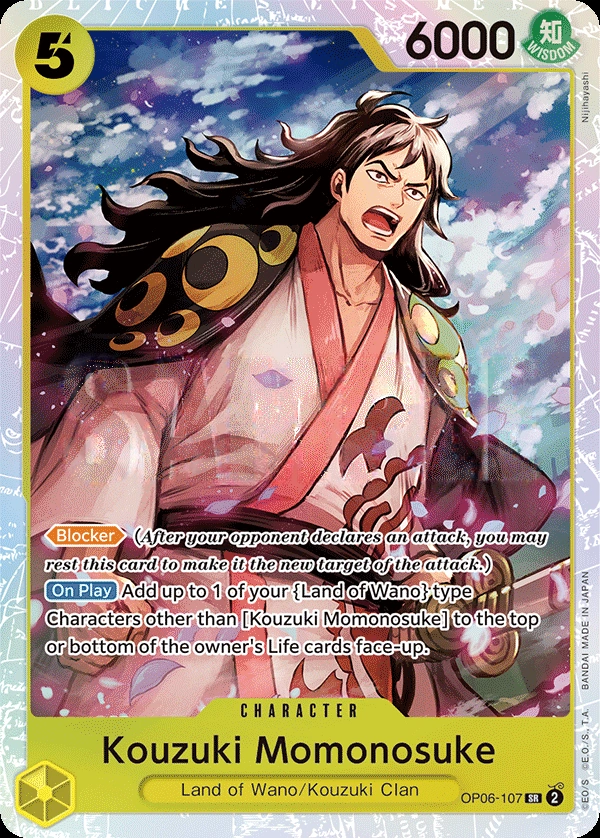 5
6000
知
WISDOM
Nijihayashi
Blocker (After your opponent declares an attack, you may
rest this card to make it the new target of the attack.)
On Play Add up to 1 of your {Land of Wano} type
Characters other than [Kouzuki Momonosuke] to the top
or bottom of the owner's Life cards face-up.
CHARACTER
Kouzuki Momonosuke
Land of Wano/Kouzuki Clan
OP06-107 SR 2
©E.O/S ©E.O./S., T.A. BANDAI MADE IN JAPAN